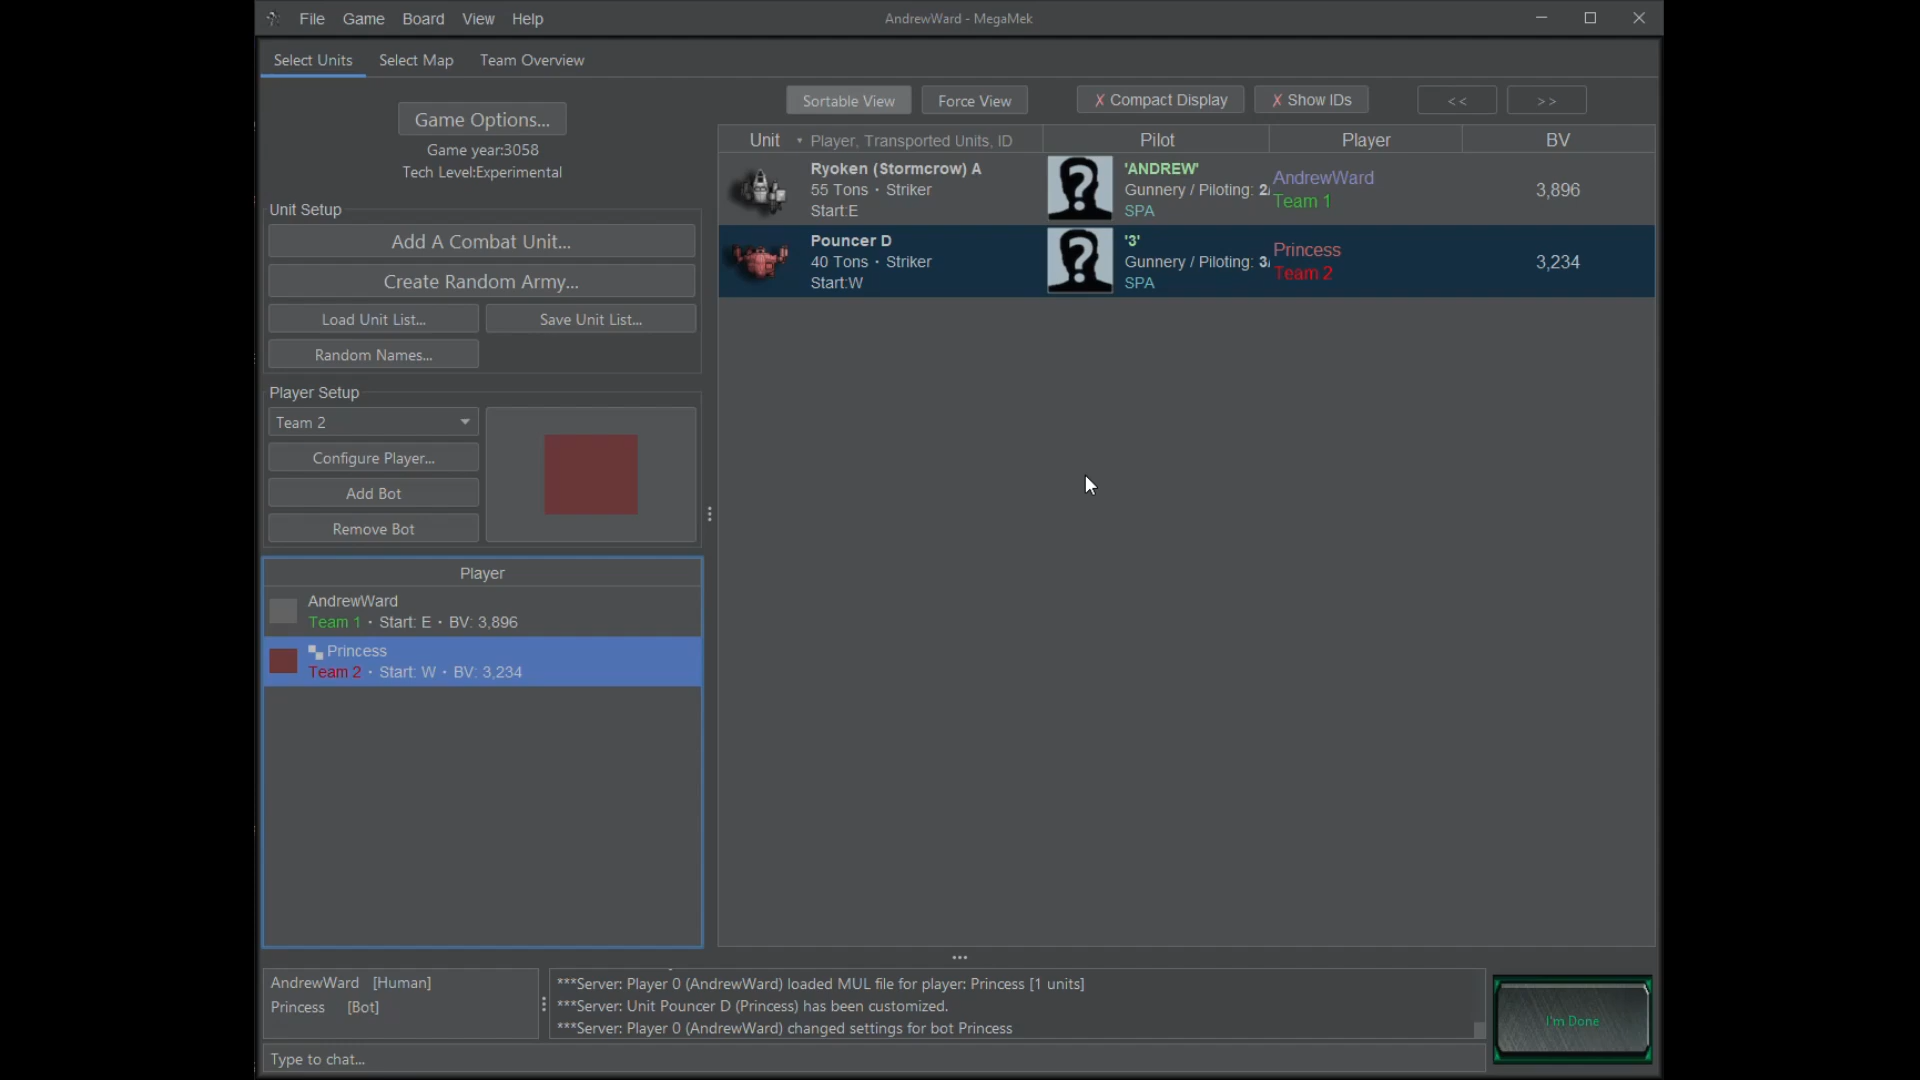 File Game Board View Help
AndrewWard - MegaMek
Select Units Select Map Team Overview
Game Options...
Game year:3058
Tech Level:Experimental
Unit Setup
Add A Combat Unit...
Create Random Army...
Load Unit List... Save Unit List...
Random Names...
Player Setup
Team 2
Configure Player...
Add Bot
Remove Bot
Player
AndrewWard
Team 1 · Start: E · BV: 3,896
Princess
Team 2 · Start: W · BV: 3,234
Sortable View Force View ✗ Compact Display ✗ Show IDs << >>
Unit Player, Transported Units, ID Pilot Player BV
Ryoken (Stormcrow) A
55 Tons · Striker
Start:E
'ANDREW'
Gunnery / Piloting: 2/
SPA
AndrewWard
Team 1
3,896
Pouncer D
40 Tons · Striker
Start:W
'3'
Gunnery / Piloting: 3/
SPA
Princess
Team 2
3,234
AndrewWard [Human]
Princess [Bot]
***Server: Player 0 (AndrewWard) loaded MUL file for player: Princess [1 units]
***Server: Unit Pouncer D (Princess) has been customized.
***Server: Player 0 (AndrewWard) changed settings for bot Princess
I'm Done
Type to chat...